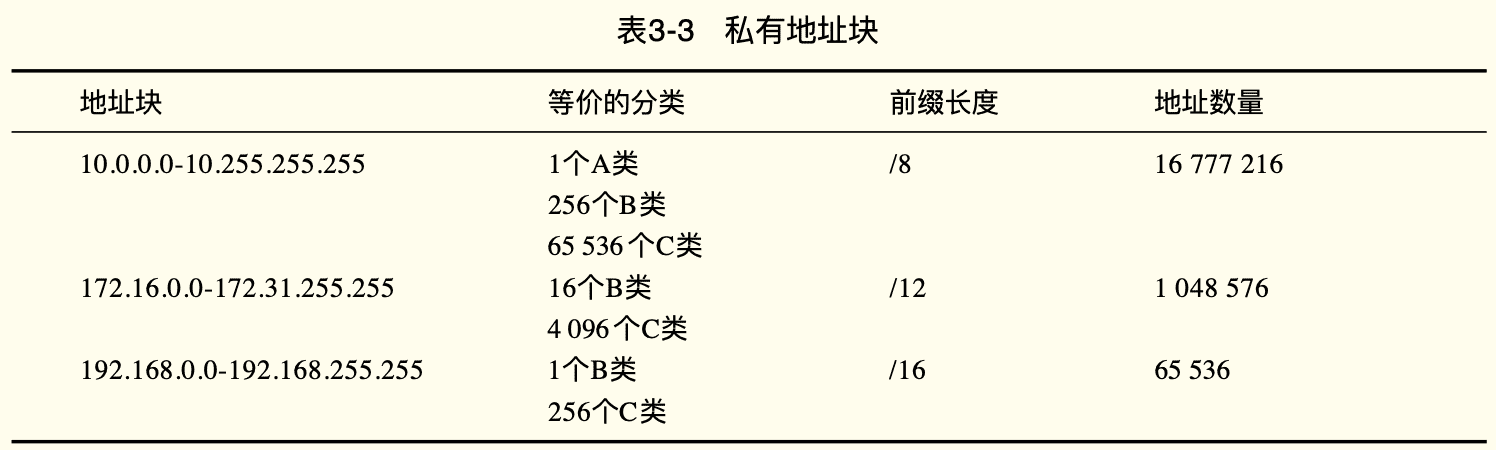 表3-3 私有地址块
地址块 等价的分类 前缀长度 地址数量
10.0.0.0-10.255.255.255 1个A类 /8 16 777 216
256个B类
65 536个C类
172.16.0.0-172.31.255.255 16个B类 /12 1 048 576
4 096个C类
192.168.0.0-192.168.255.255 1个B类 /16 65 536
256个C类